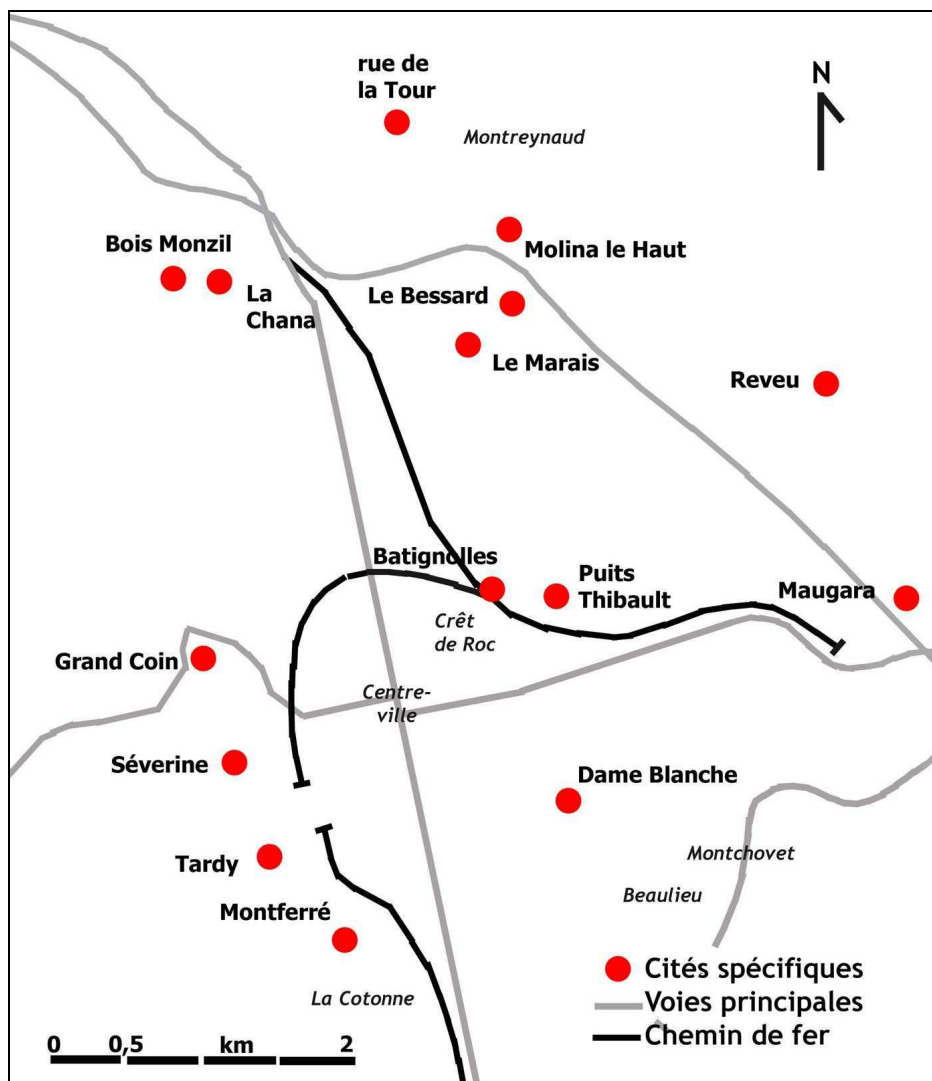 rue de
la Tour
N
Montreynaud
Bois Monzil
Molina le Haut
La
Chana
Le Bessard
Le Marais
Reveu
Batignolles
Puits
Thibault
Maugara
Crêt
de Roc
Grand Coin
Centre-
ville
Séverine
Dame Blanche
Tardy
Montchovet
Beaulieu
Montferré
La Cotonne
Cités spécifiques
Voies principales
Chemin de fer
0 0,5 km 2